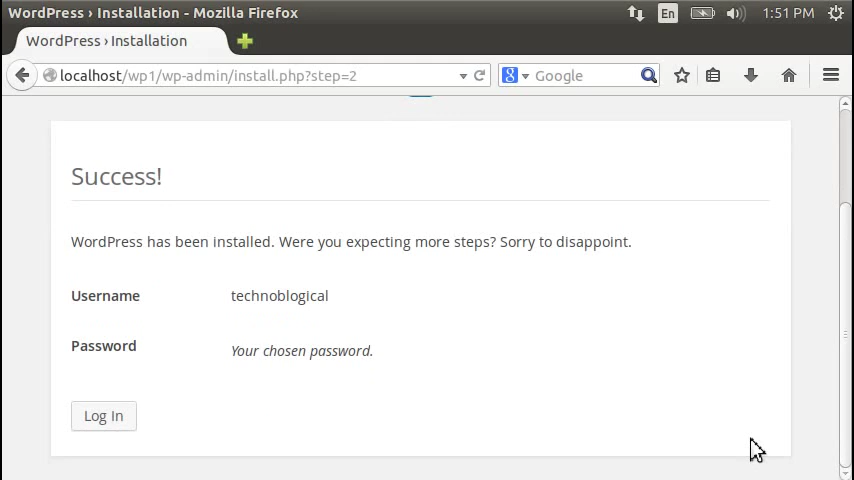 WordPress › Installation - Mozilla Firefox
En
1:51 PM
WordPress › Installation
localhost/wp1/wp-admin/install.php?step=2
Google
Success!
WordPress has been installed. Were you expecting more steps? Sorry to disappoint.
Username technoblogical
Password Your chosen password.
Log In